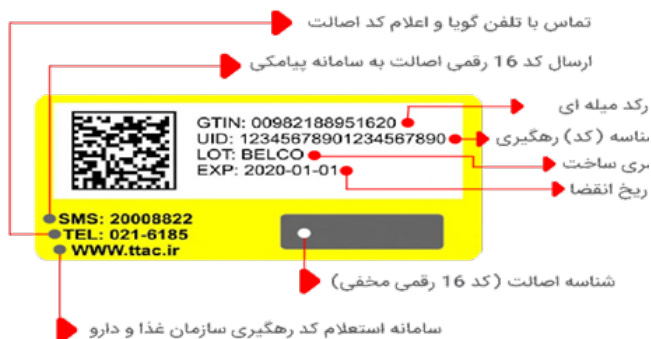 تماس با تلفن گویا و اعلام کد اصالت
ارسال کد 16 رقمی اصالت به سامانه پیامکی
GTIN: 00982188951620
رکد میله ای
UID: 12345678901234567890
ناسه (کد) رهگیری
LOT: BELCO
سری ساخت
EXP: 2020-01-01
ریخ انقضا
SMS: 20008822
TEL: 021-6185
WWW.ttac.ir
شناسه اصالت (کد 16 رقمی مخفی)
سامانه استعلام کد رهگیری سازمان غذا و دارو